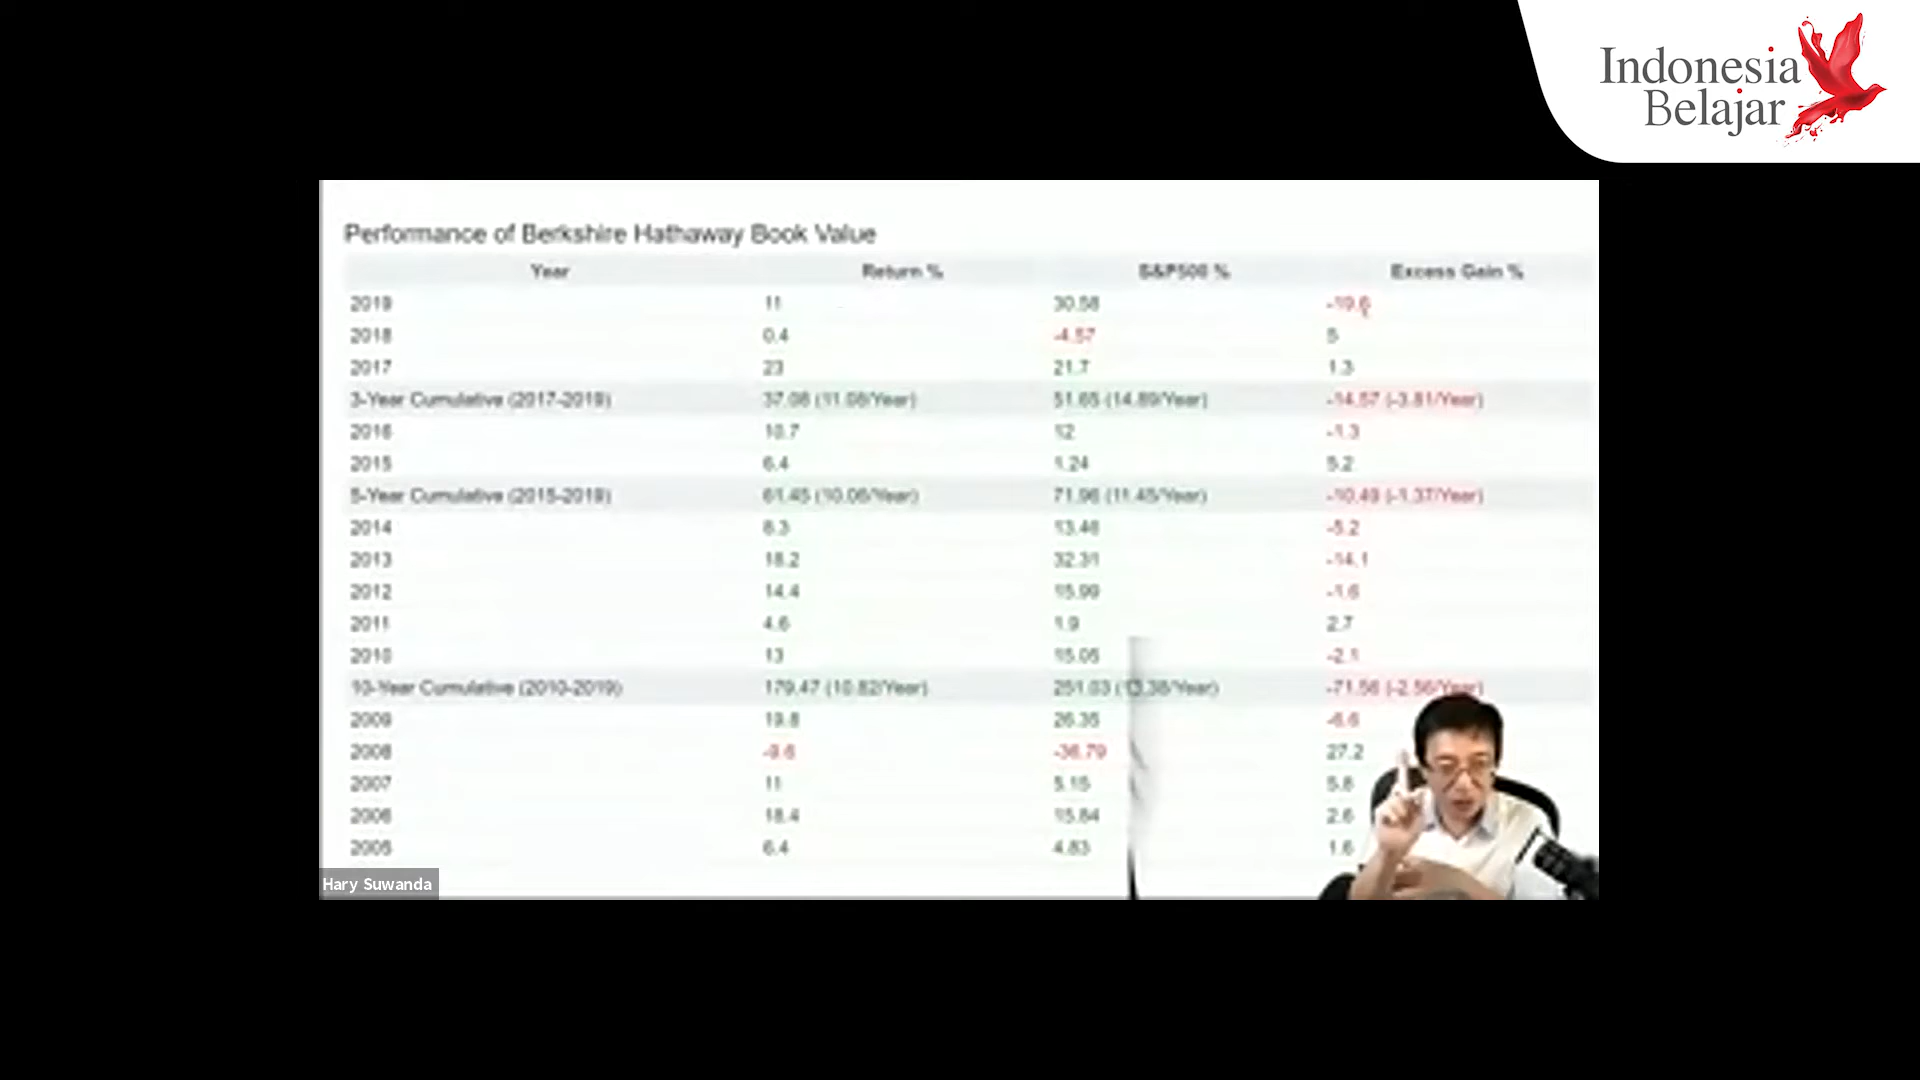 Indonesia
Belajar
Performance of Berkshire Hathaway Book Value
Year Return % S&P500 % Excess Gain %
2019 11 30.58 -19.6
2018 0.4 -4.57 5
2017 23 21.7 1.3
3-Year Cumulative (2017-2019) 37.08 (11.08/Year) 51.65 (14.89/Year) -14.57 (-3.81/Year)
2016 10.7 12 -1.3
2015 6.4 1.24 5.2
5-Year Cumulative (2015-2019) 61.45 (10.06/Year) 71.96 (11.45/Year) (-1.37/Year)
2014 8.3 13.46 -5.2
2013 18.2 32.31 -14.1
2012 14.4 15.99 -1.6
2011 4.6 1.9 2.7
2010 13 15.05 -2.1
10-Year Cumulative (2010-2019) 179.47 (10.82/Year) 251.03 -71.56 (-2.56/Year)
2009 19.8 26.35 -6.6
2008 -9.6 -36.79 27.2
2007 11 5.15 5.8
2006 18.4 15.84 2.6
2005 6.4 4.83 1.6
Hary Suwanda